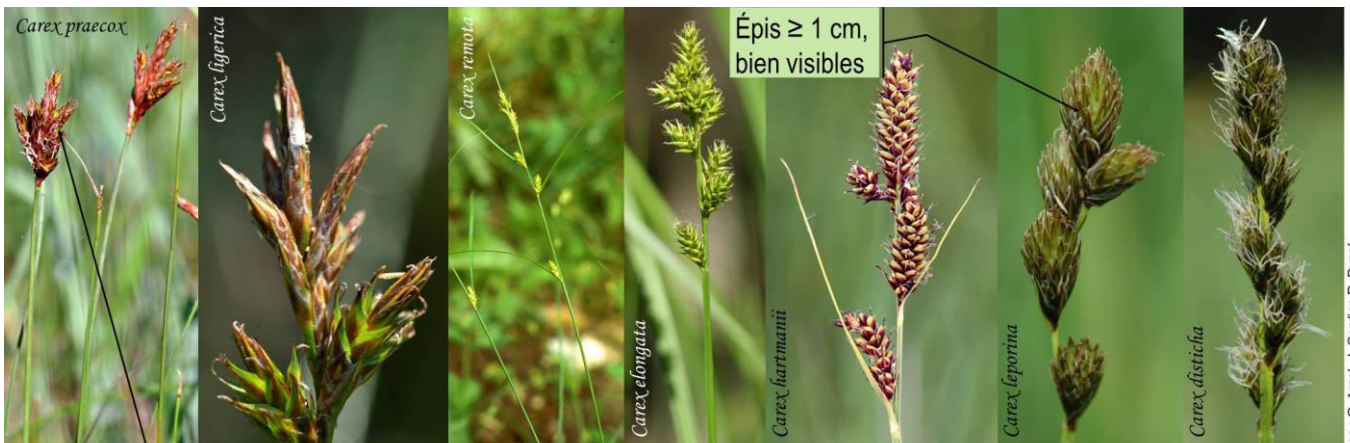 Carex praecox
Carex ligerica
Carex remota
Carex elongata
Épis ≥ 1 cm,
bien visibles
Carex hartmanii
Carex leporina
Carex disticha